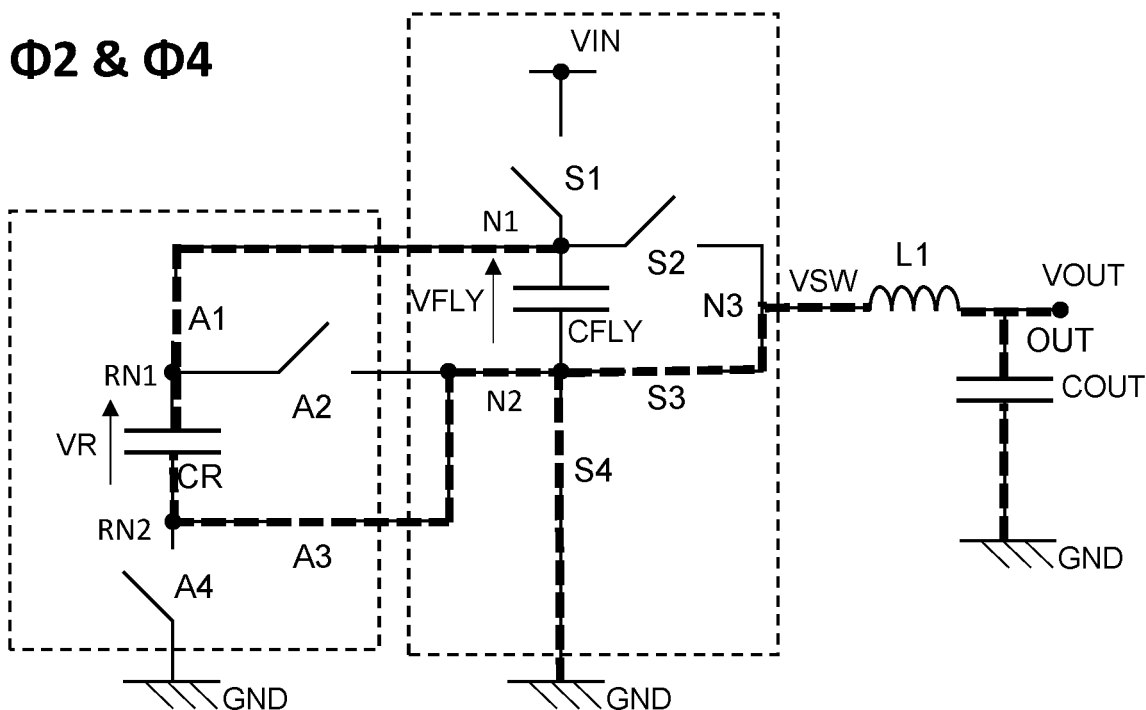 Φ2 & Φ4
VIN
S1
N1
S2
L1
VSW
VOUT
VFLY
N3
A1
CFLY
OUT
RN1
A2
N2
S3
COUT
VR
CR
S4
RN2
A3
GND
A4
GND
GND